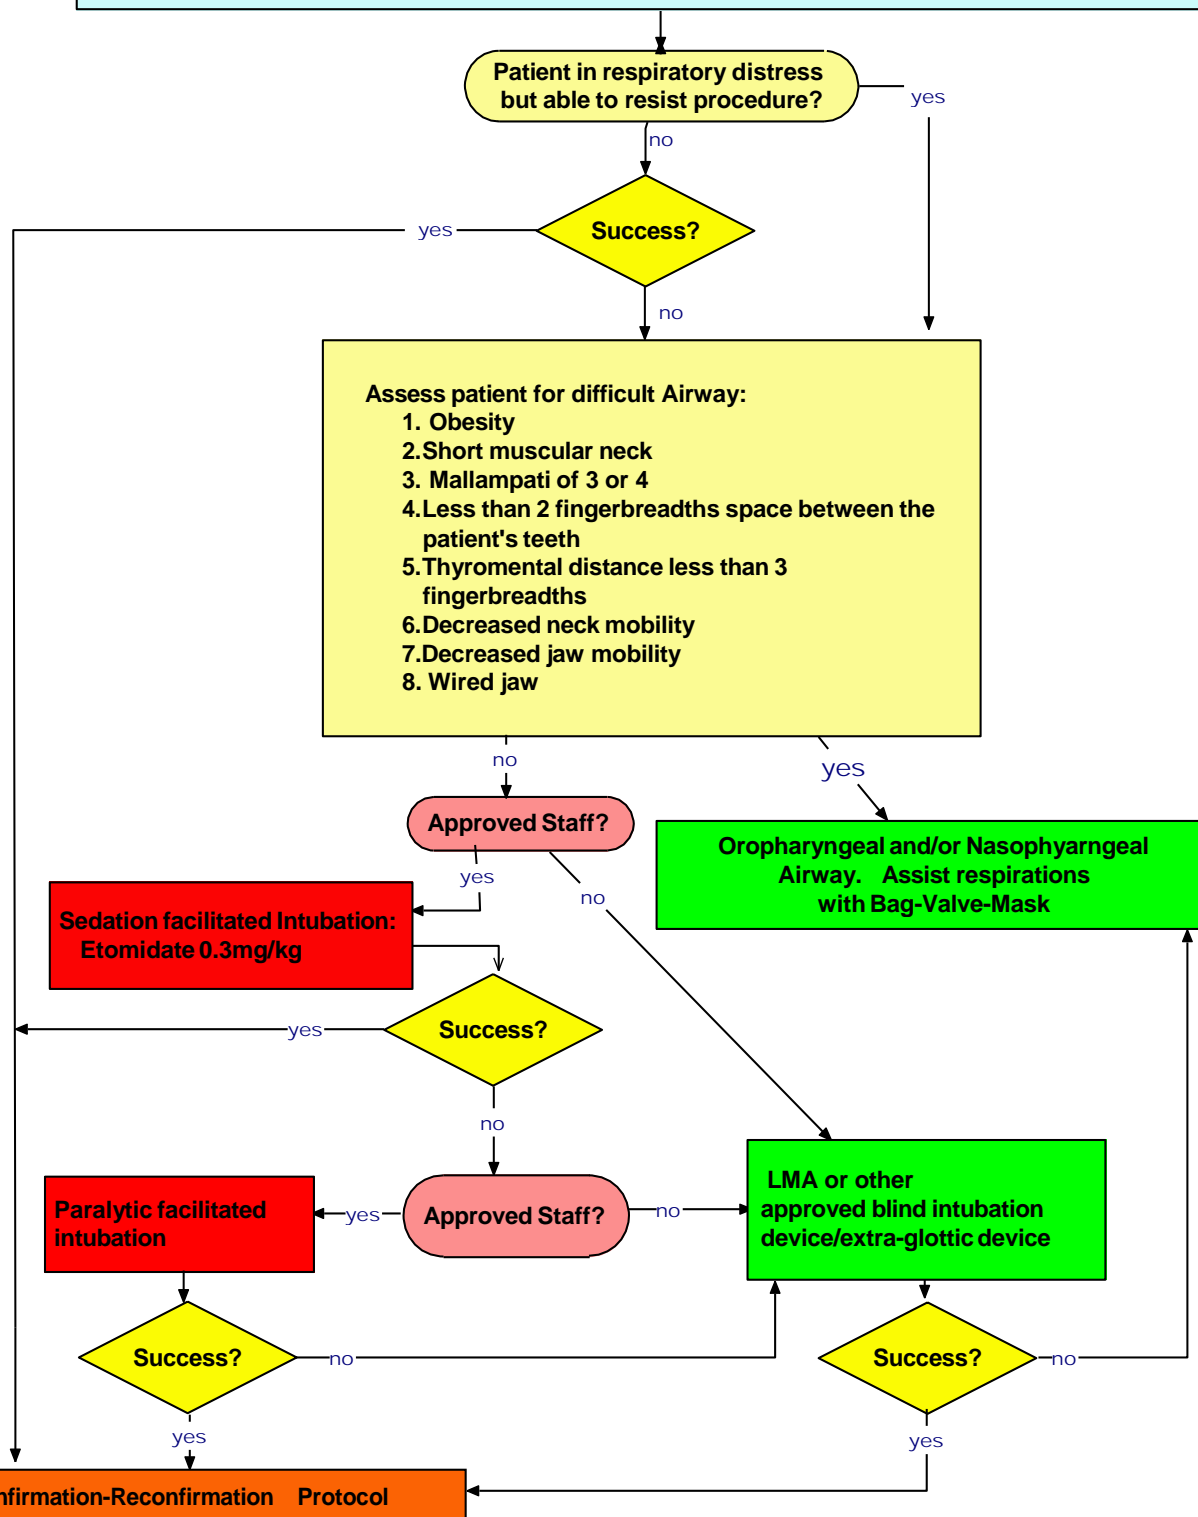 Patient in respiratory distress
but able to resist procedure?
yes
no
Success?
yes
no
Assess patient for difficult Airway:
1. Obesity
2.Short muscular neck
3. Mallampati of 3 or 4
4.Less than 2 fingerbreadths space between the
patient's teeth
5.Thyromental distance less than 3
fingerbreadths
6.Decreased neck mobility
7.Decreased jaw mobility
8. Wired jaw
no
yes
Approved Staff?
Oropharyngeal and/or Nasophyarngeal
Airway. Assist respirations
with Bag-Valve-Mask
yes
no
Sedation facilitated Intubation:
Etomidate 0.3mg/kg
Success?
yes
no
LMA or other
approved blind intubation
device/extra-glottic device
Paralytic facilitated
intubation
yes
Approved Staff?
no
Success?
no
Success?
no
yes
yes
nfirmation-Reconfirmation Protocol